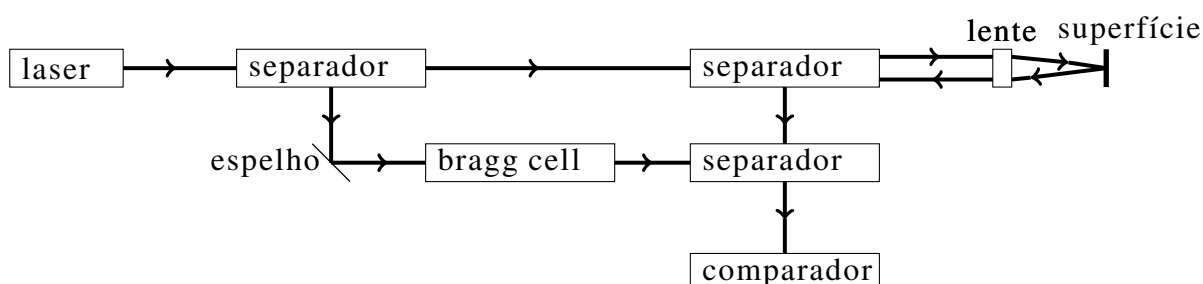 lente superfície
laser separador separador
espelho bragg cell separador
comparador